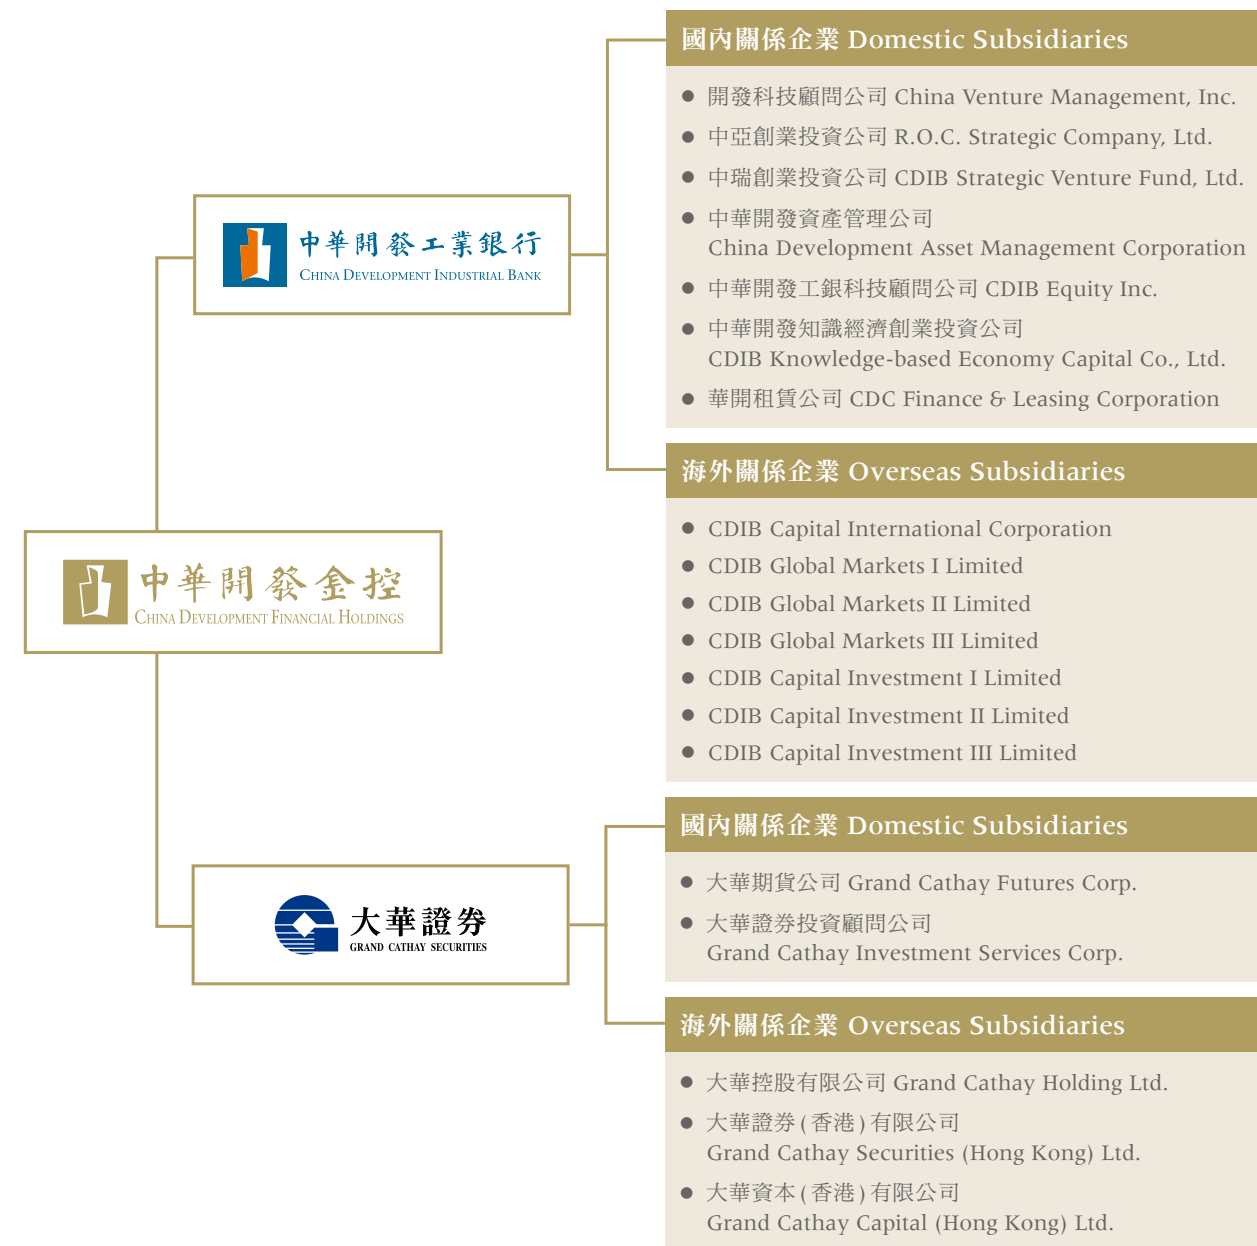 中華開發金控
CHINA DEVELOPMENT FINANCIAL HOLDINGS
中華開發工業銀行
CHINA DEVELOPMENT INDUSTRIAL BANK
國內關係企業 Domestic Subsidiaries
● 開發科技顧問公司 China Venture Management, Inc.
● 中亞創業投資公司 R.O.C. Strategic Company, Ltd.
● 中瑞創業投資公司 CDIB Strategic Venture Fund, Ltd.
● 中華開發資產管理公司
China Development Asset Management Corporation
● 中華開發工銀科技顧問公司 CDIB Equity Inc.
● 中華開發知識經濟創業投資公司
CDIB Knowledge-based Economy Capital Co., Ltd.
● 華開租賃公司 CDC Finance & Leasing Corporation
海外關係企業 Overseas Subsidiaries
● CDIB Capital International Corporation
● CDIB Global Markets I Limited
● CDIB Global Markets II Limited
● CDIB Global Markets III Limited
● CDIB Capital Investment I Limited
● CDIB Capital Investment II Limited
● CDIB Capital Investment III Limited
大華證券
GRAND CATHAY SECURITIES
國內關係企業 Domestic Subsidiaries
● 大華期貨公司 Grand Cathay Futures Corp.
● 大華證券投資顧問公司
Grand Cathay Investment Services Corp.
海外關係企業 Overseas Subsidiaries
● 大華控股有限公司 Grand Cathay Holding Ltd.
● 大華證券(香港)有限公司
Grand Cathay Securities (Hong Kong) Ltd.
● 大華資本(香港)有限公司
Grand Cathay Capital (Hong Kong) Ltd.